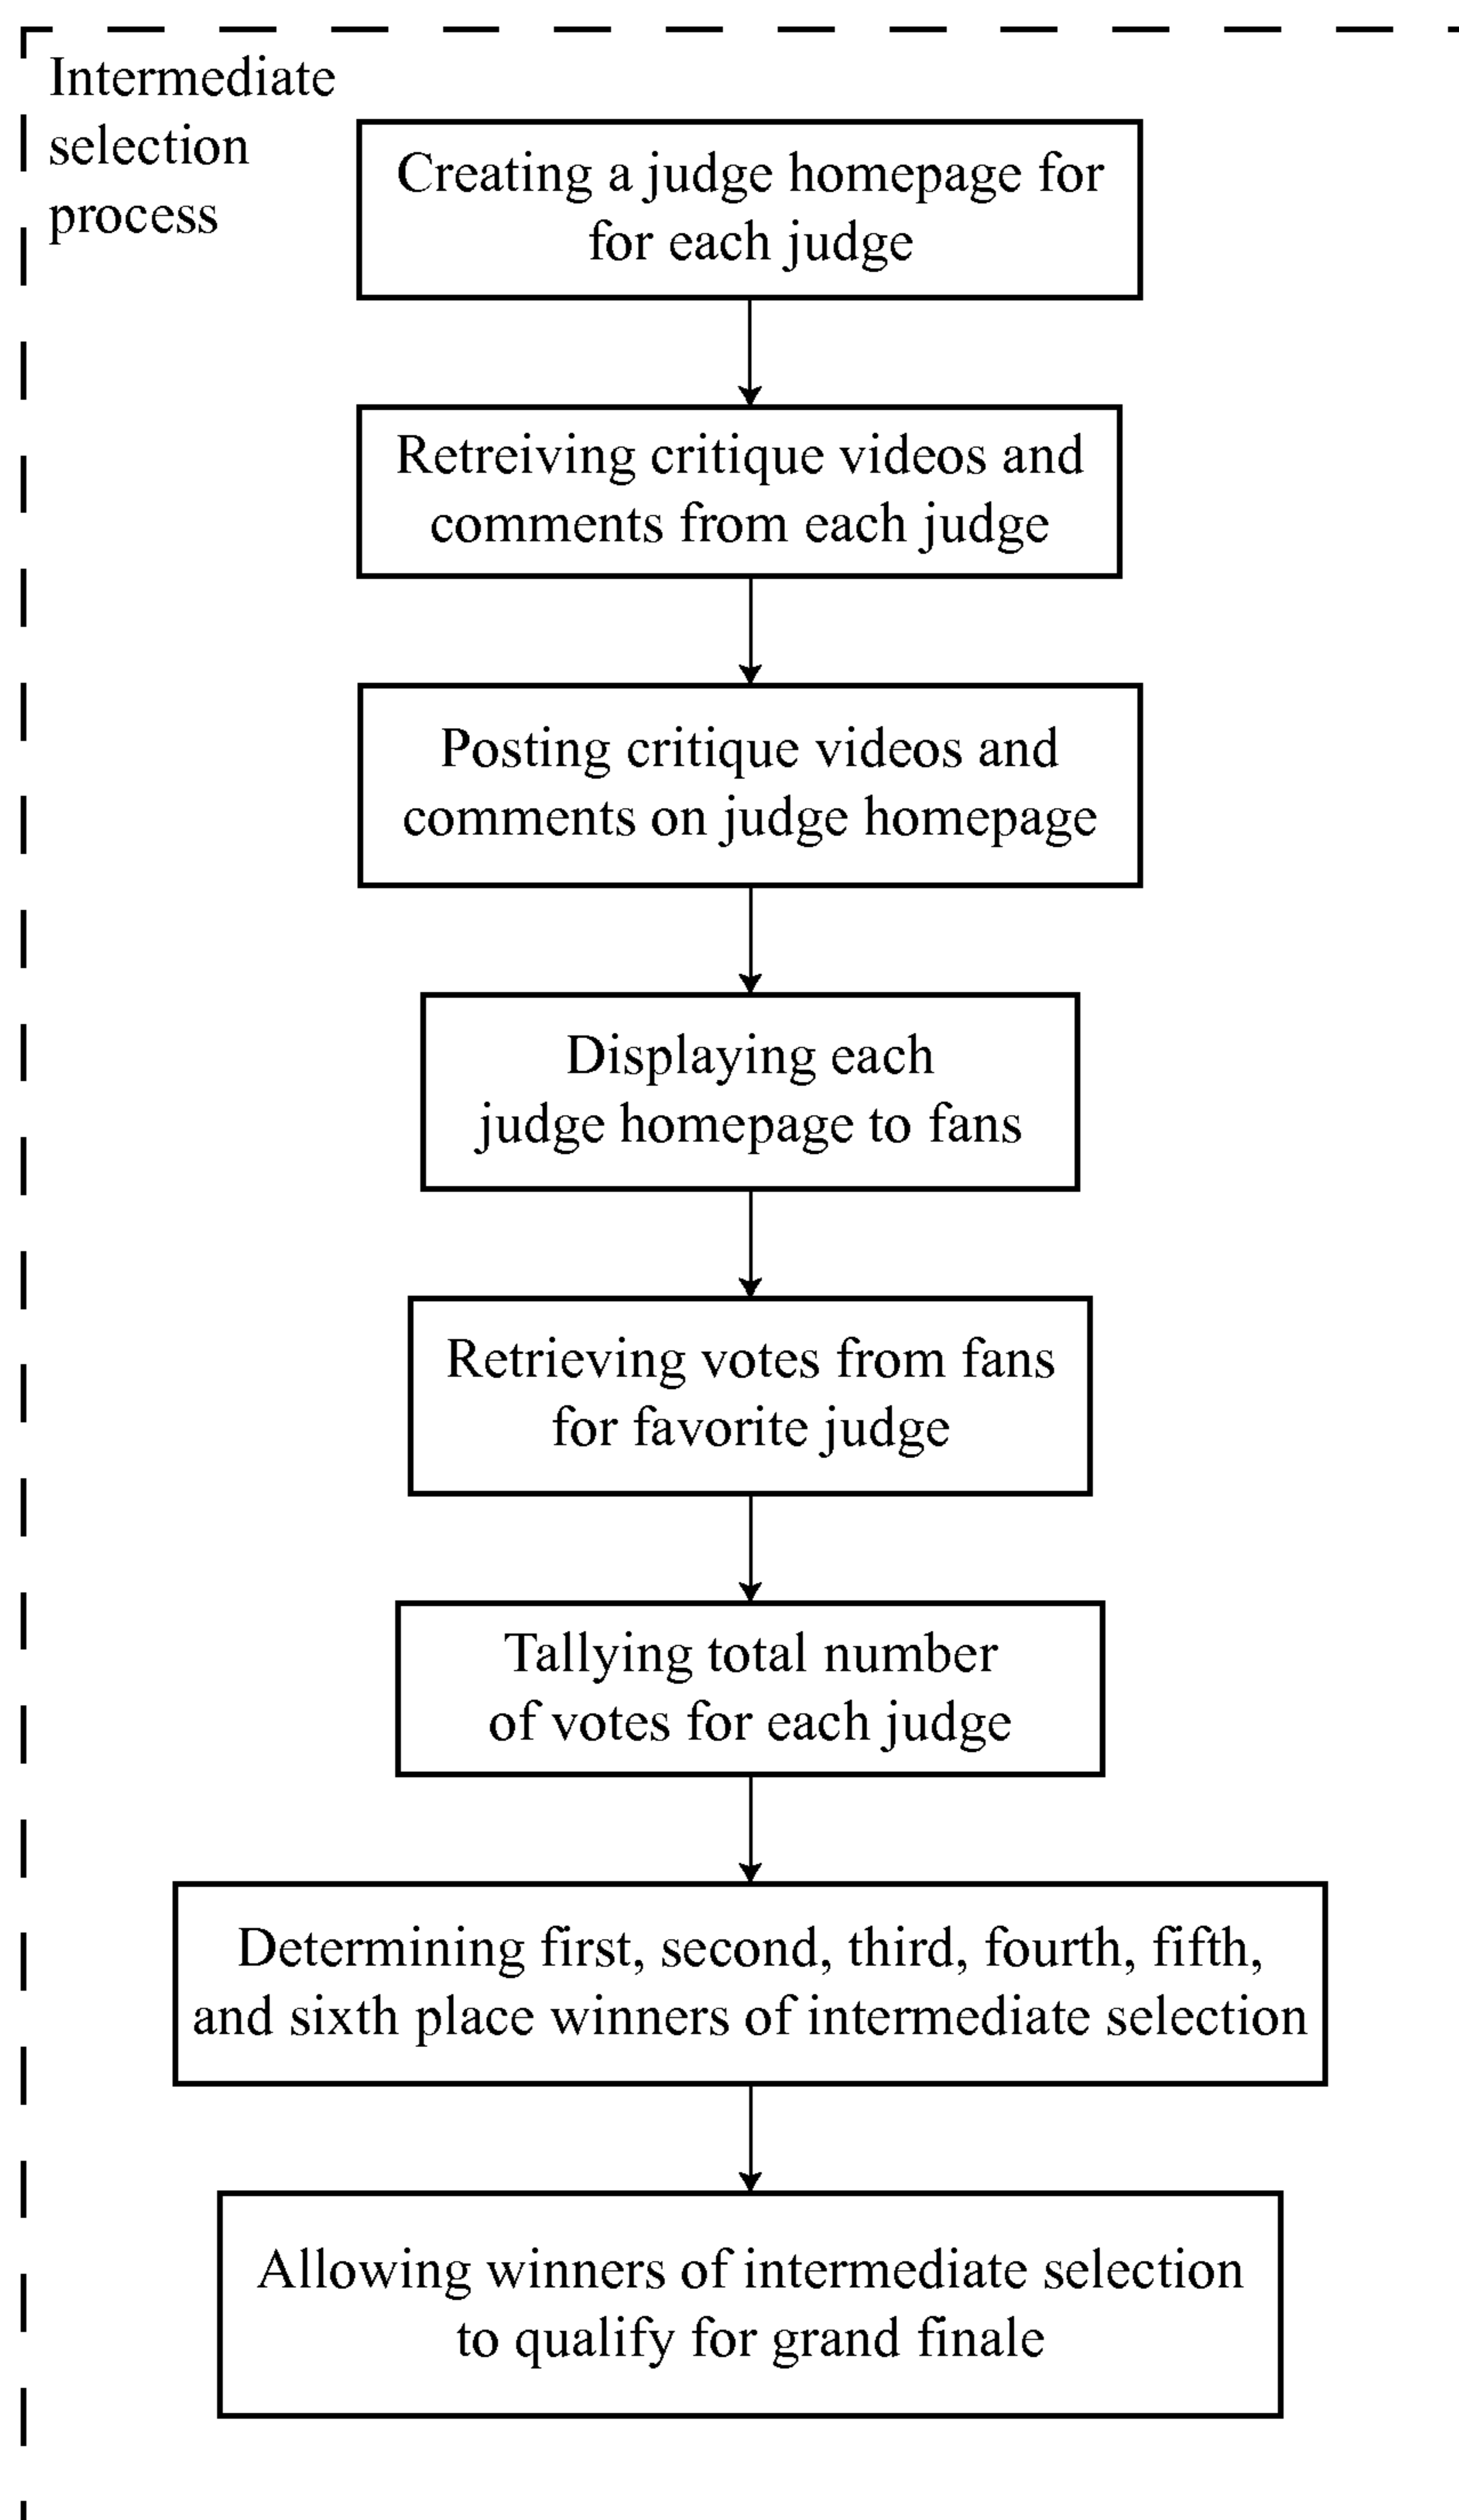 Intermediate
selection
process
Creating a judge homepage for
for each judge
Retreiving critique videos and
comments from each judge
Posting critique videos and
comments on judge homepage
Displaying each
judge homepage to fans
Retrieving votes from fans
for favorite judge
Tallying total number
of votes for each judge
Determining first, second, third, fourth, fifth,
and sixth place winners of intermediate selection
Allowing winners of intermediate selection
to qualify for grand finale